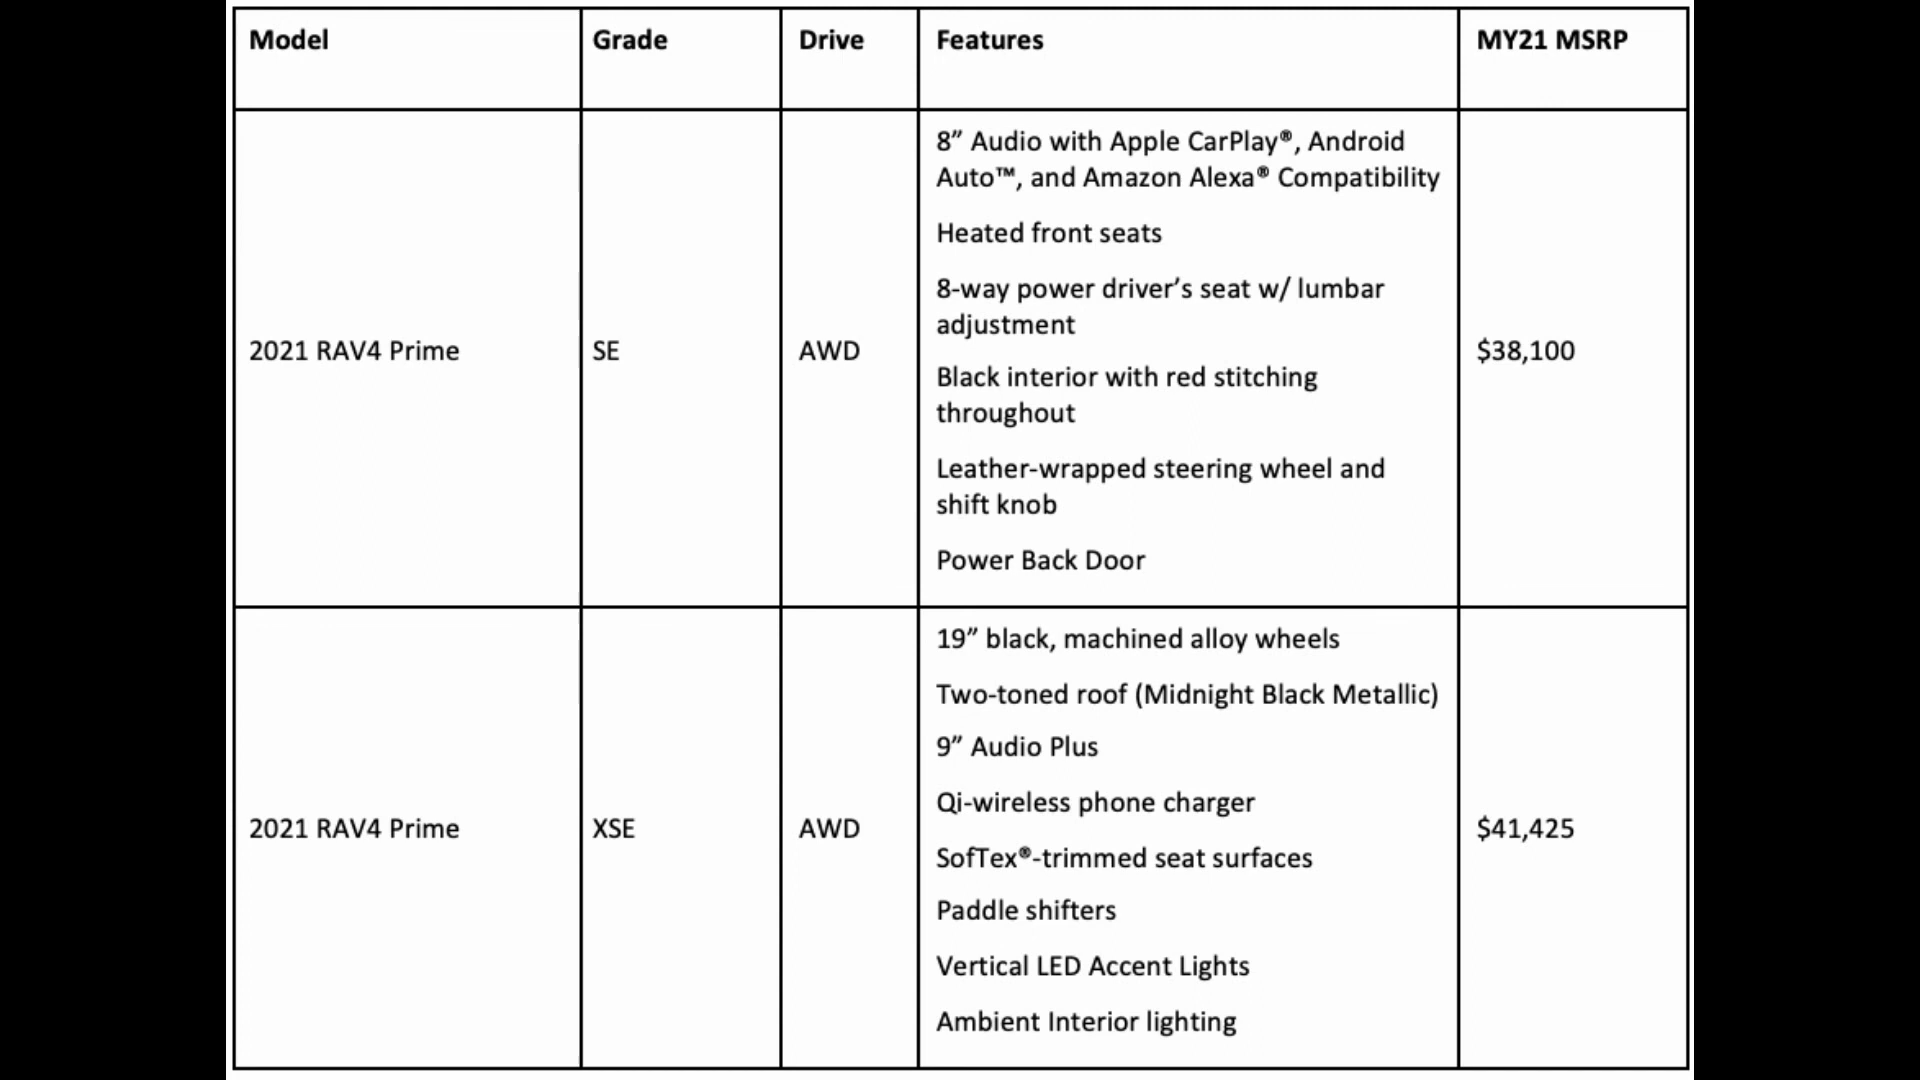 Model Grade Drive Features MY21 MSRP
8” Audio with Apple CarPlay®, Android
Auto™, and Amazon Alexa® Compatibility
Heated front seats
8-way power driver’s seat w/ lumbar
adjustment
2021 RAV4 Prime SE AWD $38,100
Black interior with red stitching
throughout
Leather-wrapped steering wheel and
shift knob
Power Back Door
19” black, machined alloy wheels
Two-toned roof (Midnight Black Metallic)
9” Audio Plus
Qi-wireless phone charger
2021 RAV4 Prime XSE AWD $41,425
SofTex®-trimmed seat surfaces
Paddle shifters
Vertical LED Accent Lights
Ambient Interior lighting